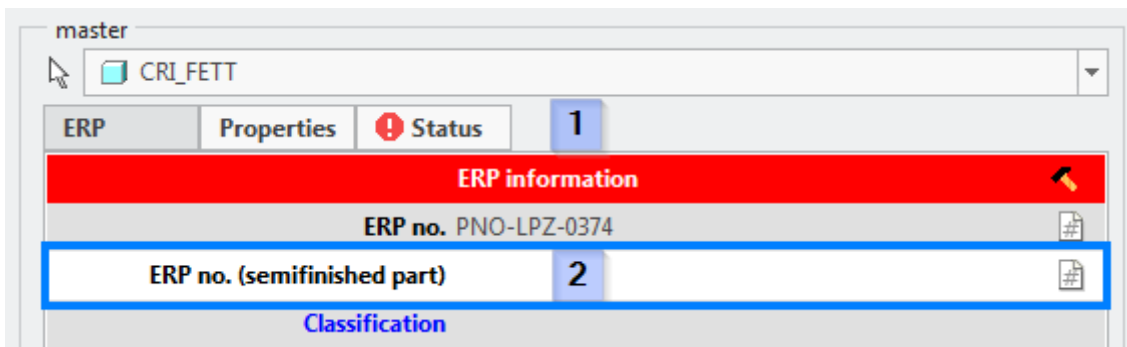 master
CRI_FETT
ERP Properties Status 1
ERP information
ERP no. PNO-LPZ-0374
ERP no. (semifinished part) 2
Classification